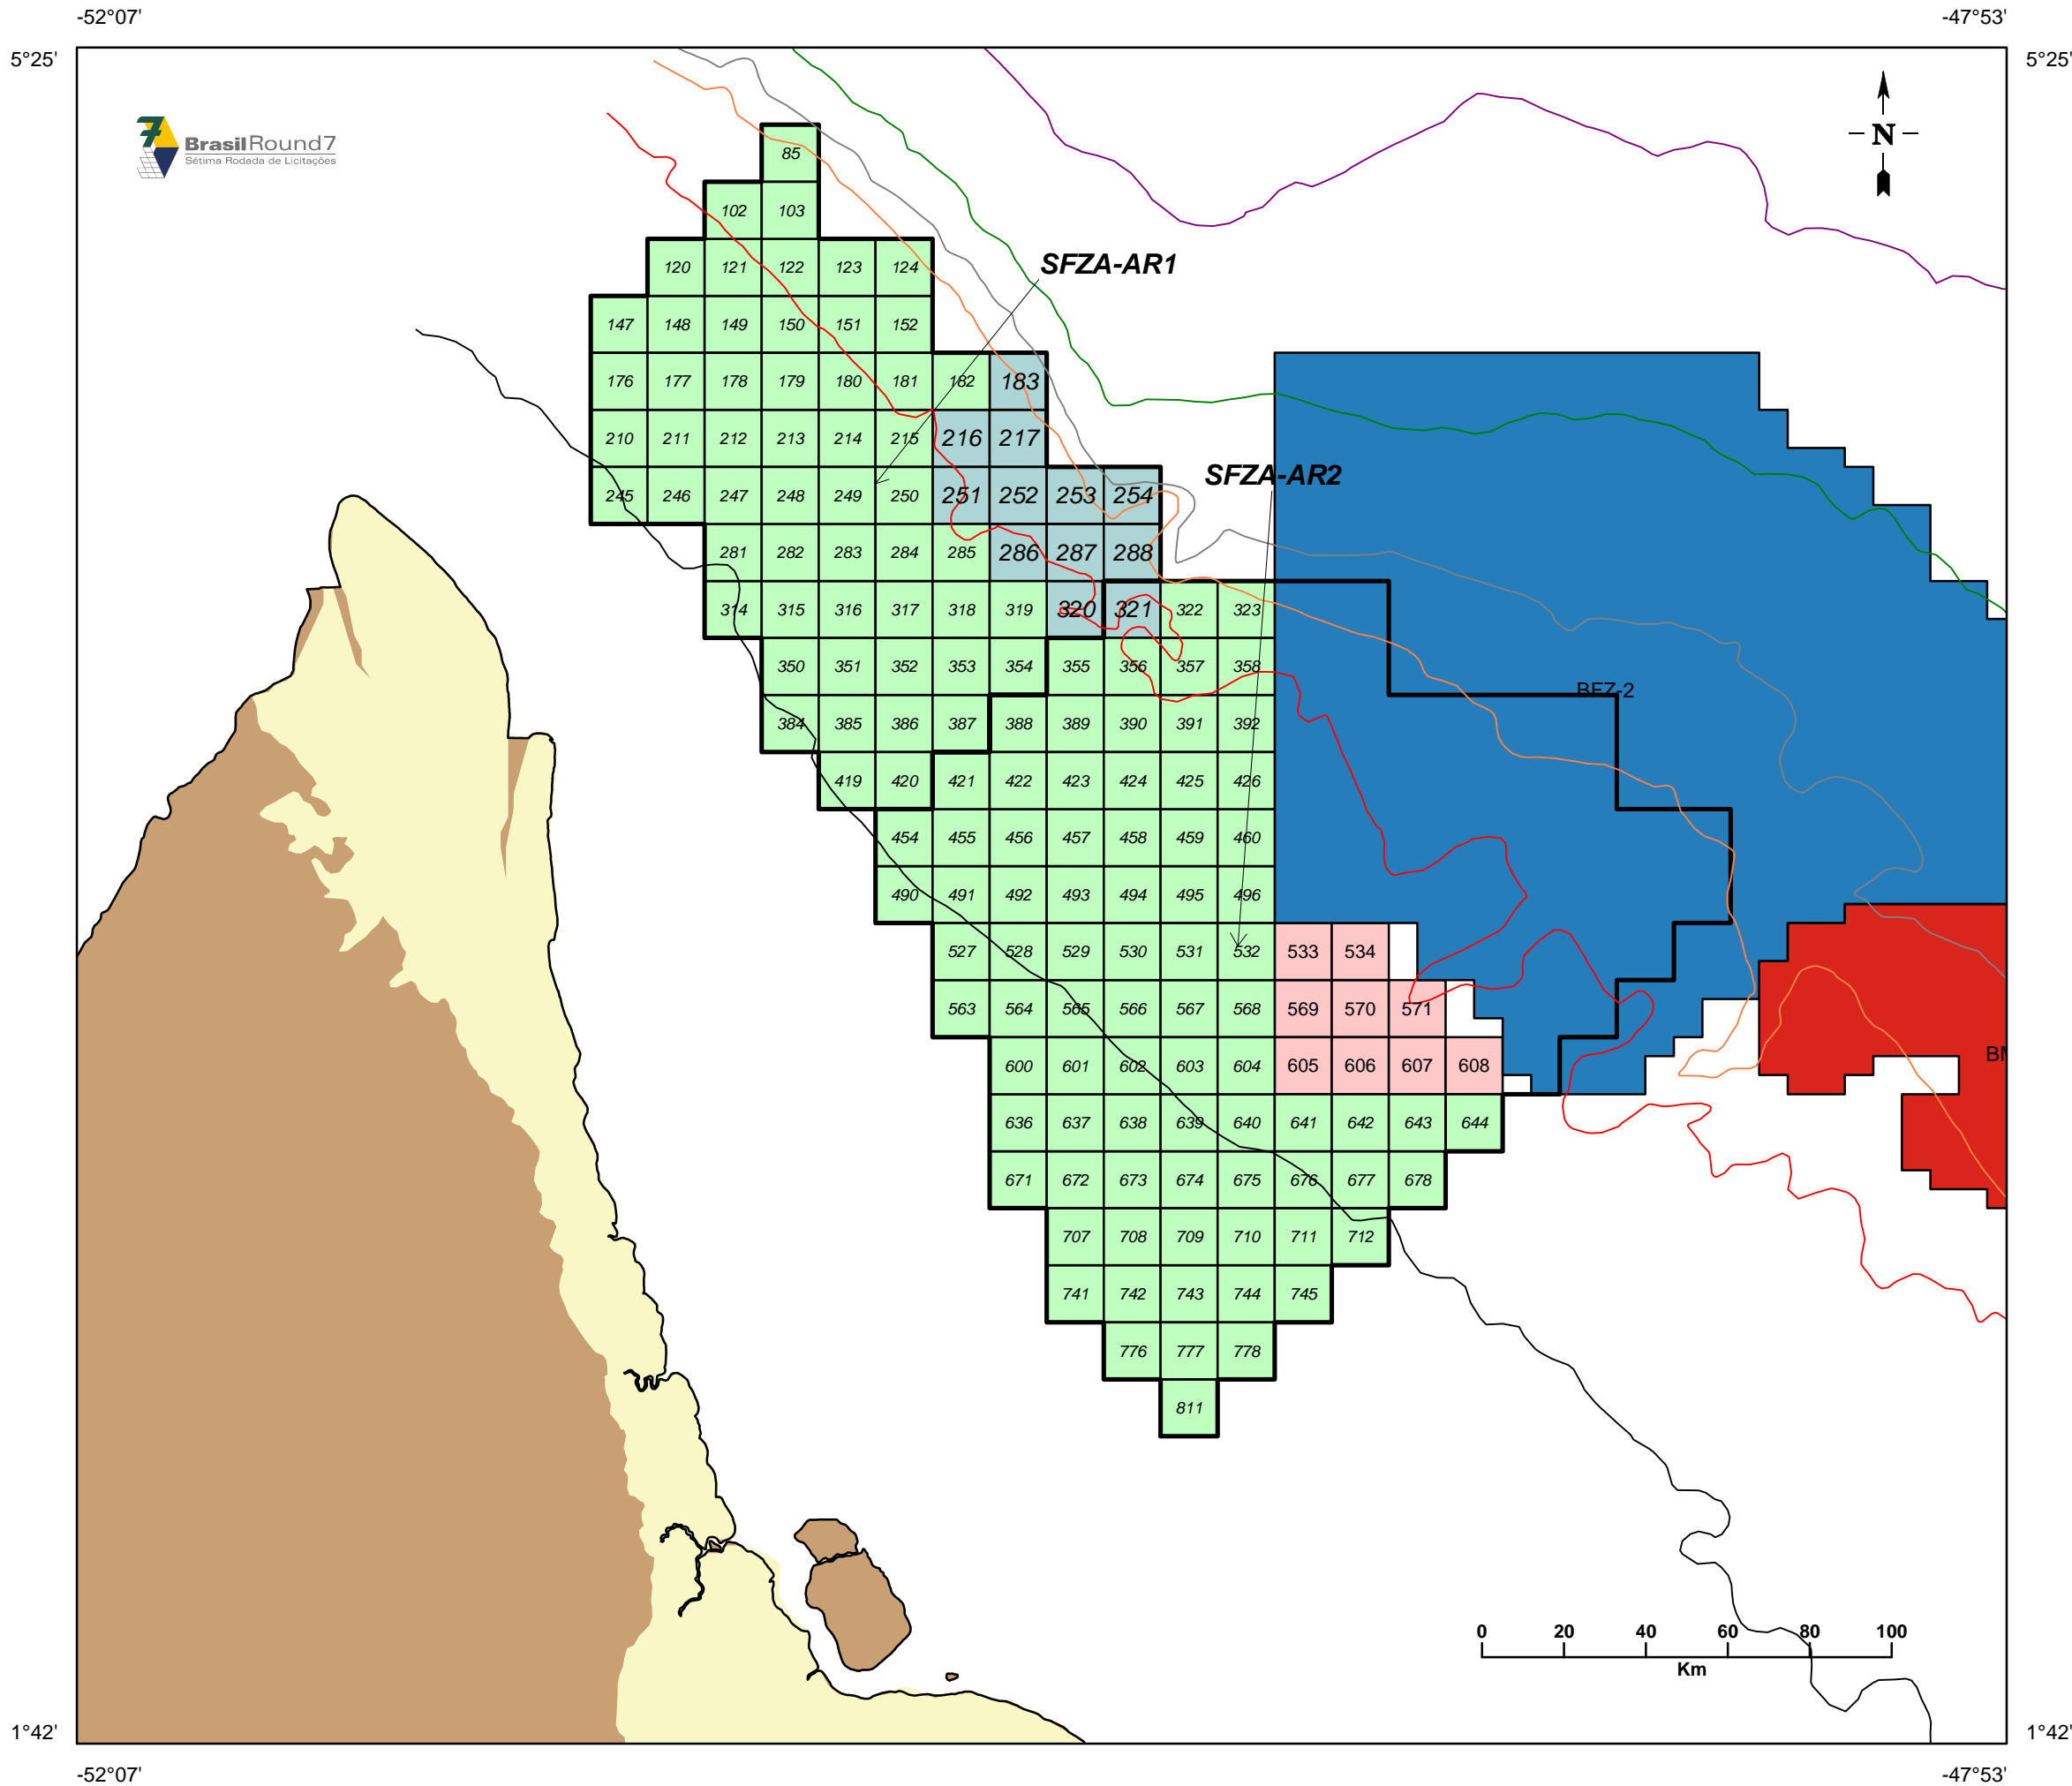 -52°07' -47°53'
5°25' 5°25'
7 BrasilRound7
Sétima Rodada de Licitações
N
85
102 103
SFZA-AR1
120 121 122 123 124
147 148 149 150 151 152
176 177 178 179 180 181 182 183
210 211 212 213 214 215 216 217
SFZA-AR2
245 246 247 248 249 250 251 252 253 254
281 282 283 284 285 286 287 288
314 315 316 317 318 319 320 321 322 323
350 351 352 353 354 355 356 357 358
BFZ-2
384 385 386 387 388 389 390 391 392
419 420 421 422 423 424 425 426
454 455 456 457 458 459 460
490 491 492 493 494 495 496
527 528 529 530 531 532 533 534
563 564 565 566 567 568 569 570 571
600 601 602 603 604 605 606 607 608
636 637 638 639 640 641 642 643 644
671 672 673 674 675 676 677 678
707 708 709 710 711 712
741 742 743 744 745
776 777 778
811
0 20 40 60 80 100
Km
1°42' 1°42'
-52°07' -47°53'